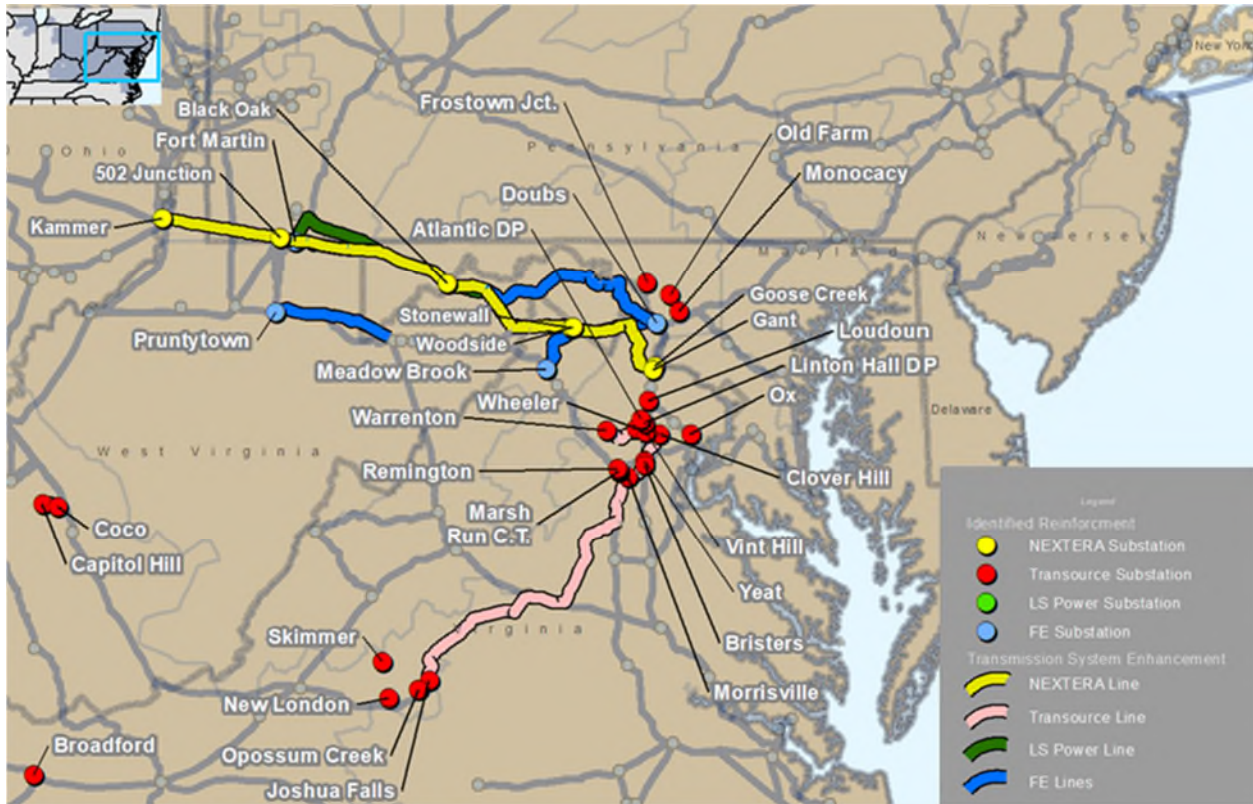 New York
Black Oak
Frostown Jct.
Fort Martin
Old Farm
Ohio
Pennsylvania
502 Junction
Monocacy
Doubs
Kammer
Atlantic DP
New Jersey
Maryland
Goose Creek
Stonewall
Gant
Pruntytown
Woodside
Loudoun
Meadow Brook
Linton Hall DP
Wheeler
Ox
Warrenton
Delaware
West Virginia
Remington
Clover Hill
Coco
Marsh
Run C.T.
Capitol Hill
Vint Hill
Yeat
Skimmer
Virginia
Bristers
New London
Morrisville
Broadford
Opossum Creek
Joshua Falls
Legend
Identified Reinforcment
NEXTERA Substation
Transource Substation
LS Power Substation
FE Substation
Transmission System Enhancement
NEXTERA Line
Transource Line
LS Power Line
FE Lines